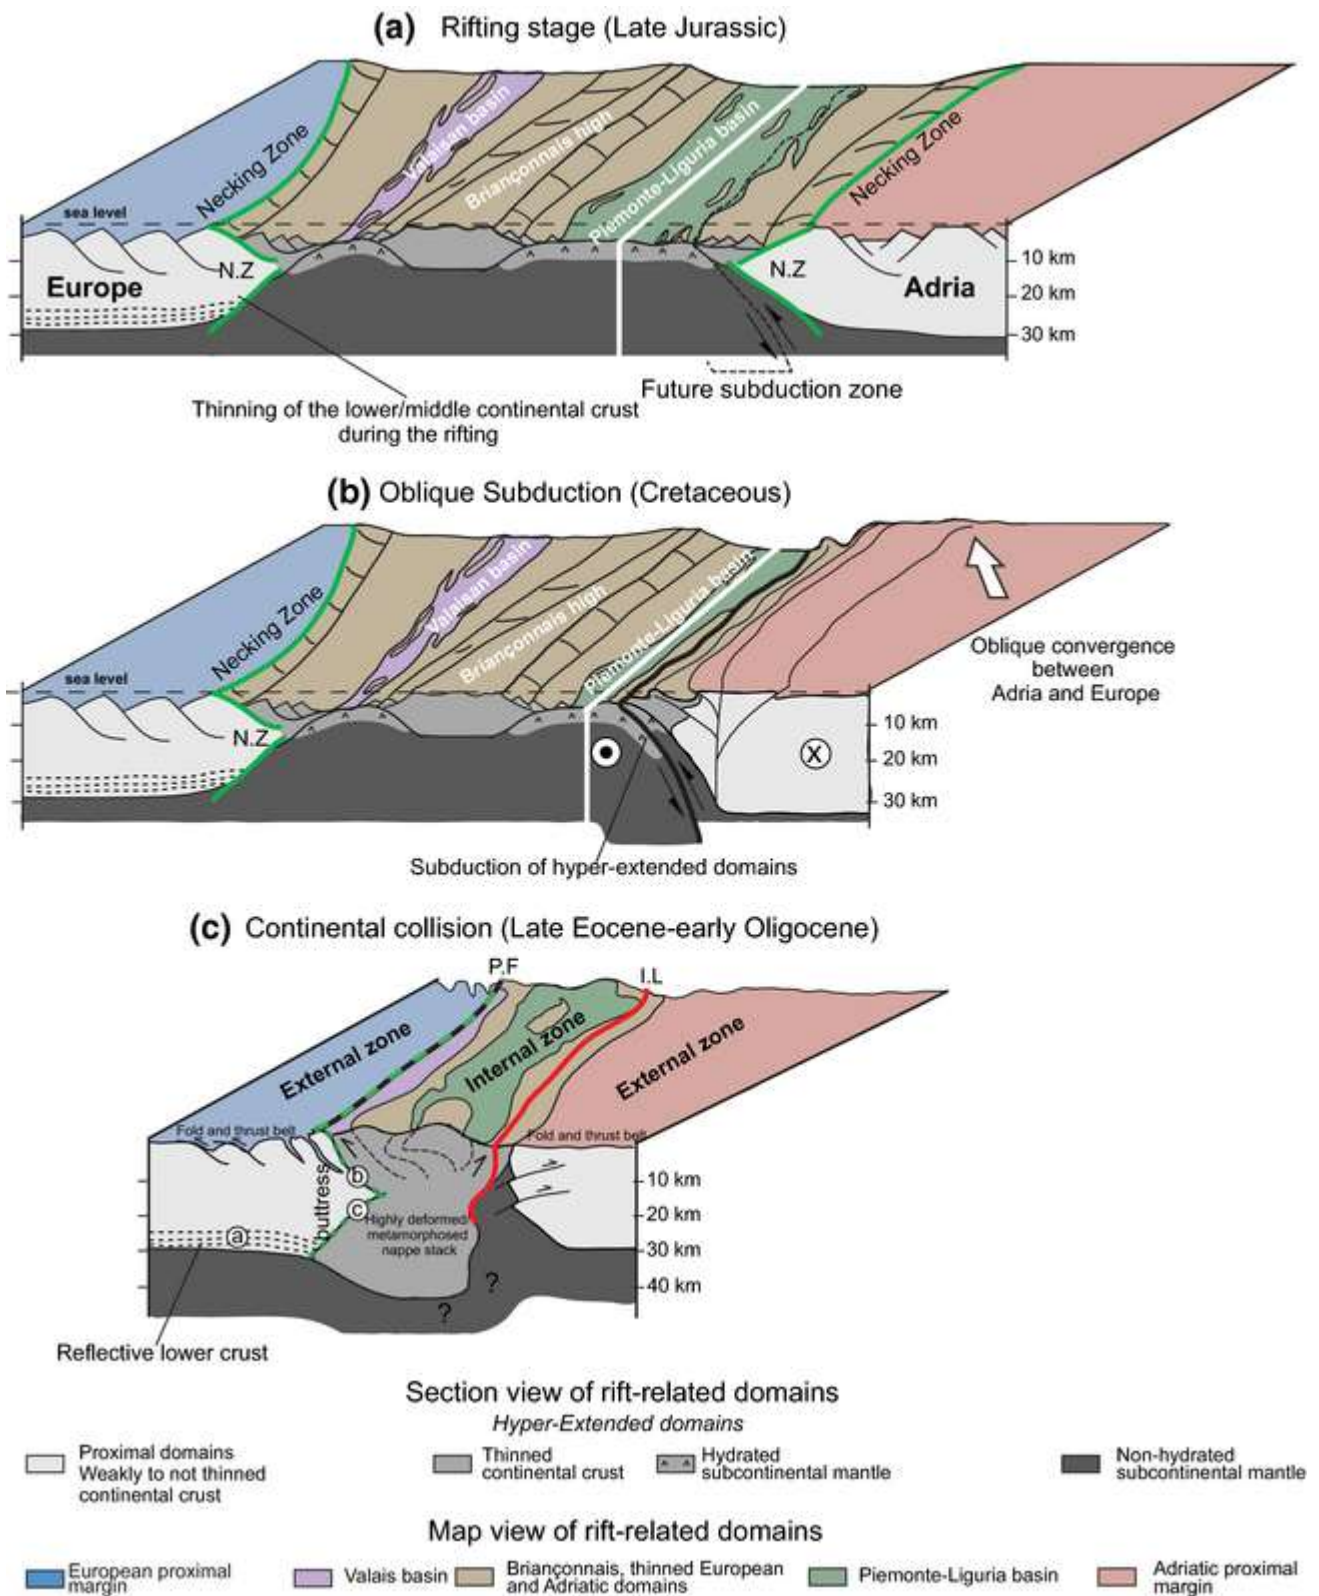 (a) Rifting stage (Late Jurassic)
Necking Zone
Valaisan basin
Briançonnais high
Piemonte-Liguria basin
Necking Zone
sea level
N.Z
N.Z
Europe
Adria
10 km
20 km
30 km
Future subduction zone
Thinning of the lower/middle continental crust
during the rifting
(b) Oblique Subduction (Cretaceous)
Necking Zone
Valaisan basin
Briançonnais high
Piemonte-Liguria basin
Oblique convergence
between
Adria and Europe
sea level
N.Z
X
10 km
20 km
30 km
Subduction of hyper-extended domains
(c) Continental collision (Late Eocene-early Oligocene)
P.F
I.L
External zone
Internal zone
External zone
Fold and thrust belt
Fold and thrust belt
buttress
b
c
a
Highly deformed
metamorphosed
nappe stack
10 km
20 km
30 km
40 km
?
?
Reflective lower crust
Section view of rift-related domains
Hyper-Extended domains
Proximal domains
Weakly to not thinned
continental crust
Thinned
continental crust
Hydrated
subcontinental mantle
Non-hydrated
subcontinental mantle
Map view of rift-related domains
European proximal
margin
Valais basin
Briançonnais, thinned European
and Adriatic domains
Piemonte-Liguria basin
Adriatic proximal
margin